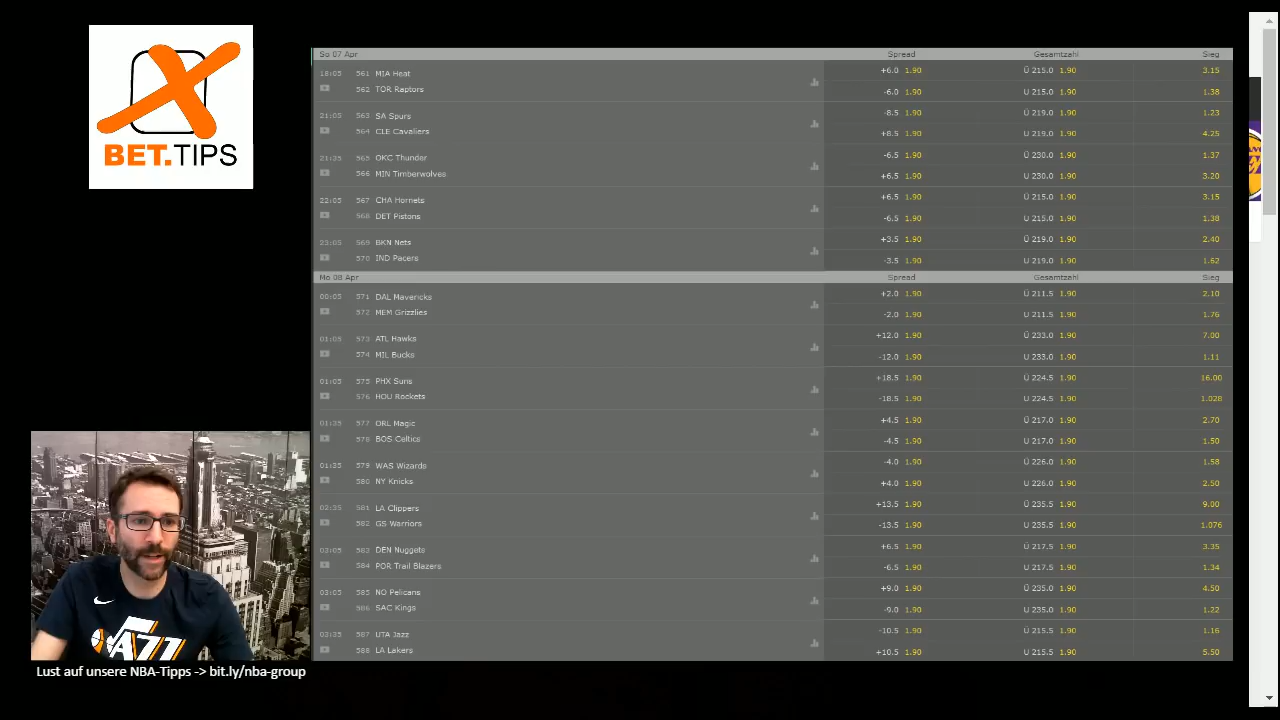 BET.TIPS
So 07 Apr Spread Gesamtzahl Sieg
18:05 561 MIA Heat +6.0 1.90 Ü 215.0 1.90 3.15
562 TOR Raptors -6.0 1.90 U 215.0 1.90 1.38
21:05 563 SA Spurs -8.5 1.90 Ü 219.0 1.90 1.23
564 CLE Cavaliers +8.5 1.90 U 219.0 1.90 4.25
21:35 565 OKC Thunder -6.5 1.90 Ü 230.0 1.90 1.37
566 MIN Timberwolves +6.5 1.90 U 230.0 1.90 3.20
22:05 567 CHA Hornets +6.5 1.90 Ü 215.0 1.90 3.15
568 DET Pistons -6.5 1.90 U 215.0 1.90 1.38
23:05 569 BKN Nets +3.5 1.90 Ü 219.0 1.90 2.40
570 IND Pacers -3.5 1.90 U 219.0 1.90 1.62
Mo 08 Apr Spread Gesamtzahl Sieg
00:05 571 DAL Mavericks +2.0 1.90 Ü 211.5 1.90 2.10
572 MEM Grizzlies -2.0 1.90 U 211.5 1.90 1.76
01:05 573 ATL Hawks +12.0 1.90 Ü 233.0 1.90 7.00
574 MIL Bucks -12.0 1.90 U 233.0 1.90 1.11
01:05 575 PHX Suns +18.5 1.90 Ü 224.5 1.90 16.00
576 HOU Rockets -18.5 1.90 U 224.5 1.90 1.028
01:35 577 ORL Magic +4.5 1.90 Ü 217.0 1.90 2.70
578 BOS Celtics -4.5 1.90 U 217.0 1.90 1.50
01:35 579 WAS Wizards -4.0 1.90 Ü 226.0 1.90 1.58
580 NY Knicks +4.0 1.90 U 226.0 1.90 2.50
02:35 581 LA Clippers +13.5 1.90 Ü 235.5 1.90 9.00
582 GS Warriors -13.5 1.90 U 235.5 1.90 1.076
03:05 583 DEN Nuggets +6.5 1.90 Ü 217.5 1.90 3.35
584 POR Trail Blazers -6.5 1.90 U 217.5 1.90 1.34
03:05 585 NO Pelicans +9.0 1.90 Ü 235.0 1.90 4.50
586 SAC Kings -9.0 1.90 U 235.0 1.90 1.22
03:35 587 UTA Jazz -10.5 1.90 Ü 215.5 1.90 1.16
588 LA Lakers +10.5 1.90 U 215.5 1.90 5.50
Lust auf unsere NBA-Tipps -> bit.ly/nba-group